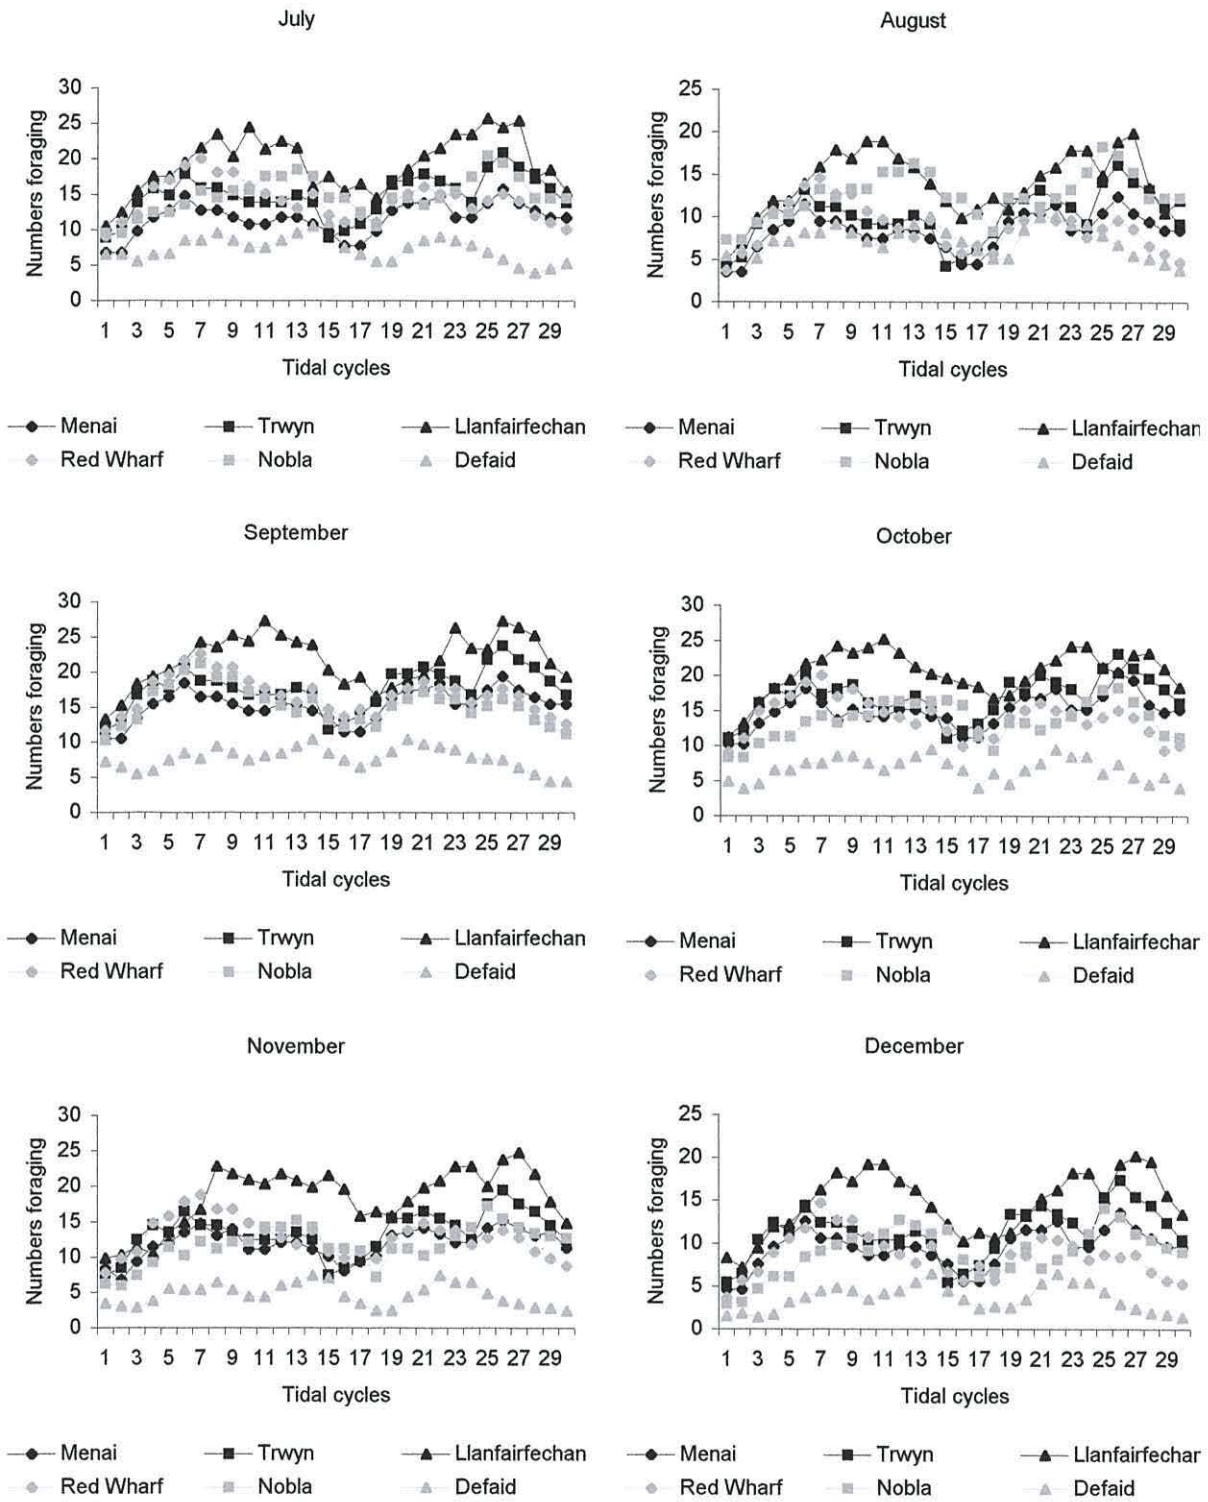 July
Numbers foraging
30
25
20
15
10
5
0
1 3 5 7 9 11 13 15 17 19 21 23 25 27 29
Tidal cycles
Menai Trwyn Llanfairfechan
Red Wharf Nobla Defaid
August
Numbers foraging
25
20
15
10
5
0
1 3 5 7 9 11 13 15 17 19 21 23 25 27 29
Tidal cycles
Menai Trwyn Llanfairfechan
Red Wharf Nobla Defaid
September
Numbers foraging
30
25
20
15
10
5
0
1 3 5 7 9 11 13 15 17 19 21 23 25 27 29
Tidal cycles
Menai Trwyn Llanfairfechan
Red Wharf Nobla Defaid
October
Numbers foraging
30
25
20
15
10
5
0
1 3 5 7 9 11 13 15 17 19 21 23 25 27 29
Tidal cycles
Menai Trwyn Llanfairfechar
Red Wharf Nobla Defaid
November
Numbers foraging
30
25
20
15
10
5
0
1 3 5 7 9 11 13 15 17 19 21 23 25 27 29
Tidal cycles
Menai Trwyn Llanfairfechan
Red Wharf Nobla Defaid
December
Numbers foraging
25
20
15
10
5
0
1 3 5 7 9 11 13 15 17 19 21 23 25 27 29
Tidal cycles
Menai Trwyn Llanfairfechar
Red Wharf Nobla Defaid